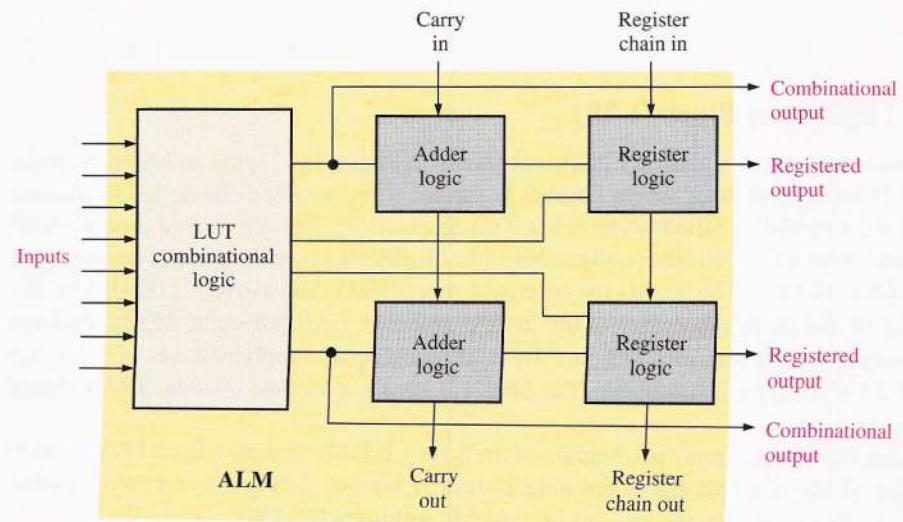 Carry
in
Register
chain in
Combinational
output
Adder
logic
Register
logic
Registered
output
LUT
combinational
logic
Inputs
Adder
logic
Register
logic
Registered
output
Combinational
output
ALM
Carry
out
Register
chain out